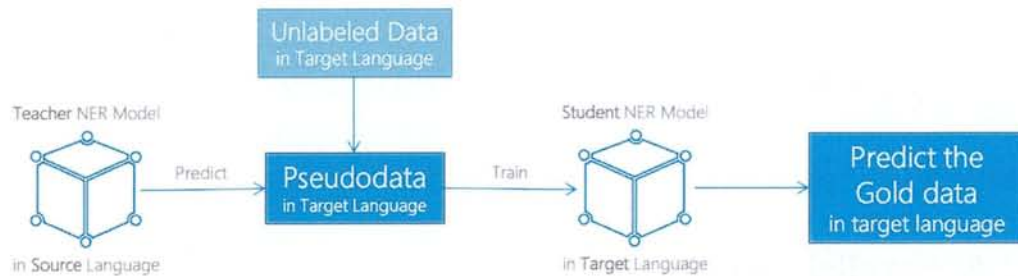 Unlabeled Data
in Target Language
Teacher NER Model
Predict
in Source Language
Pseudodata
in Target Language
Train
Student NER Model
in Target Language
Predict the
Gold data
in target language